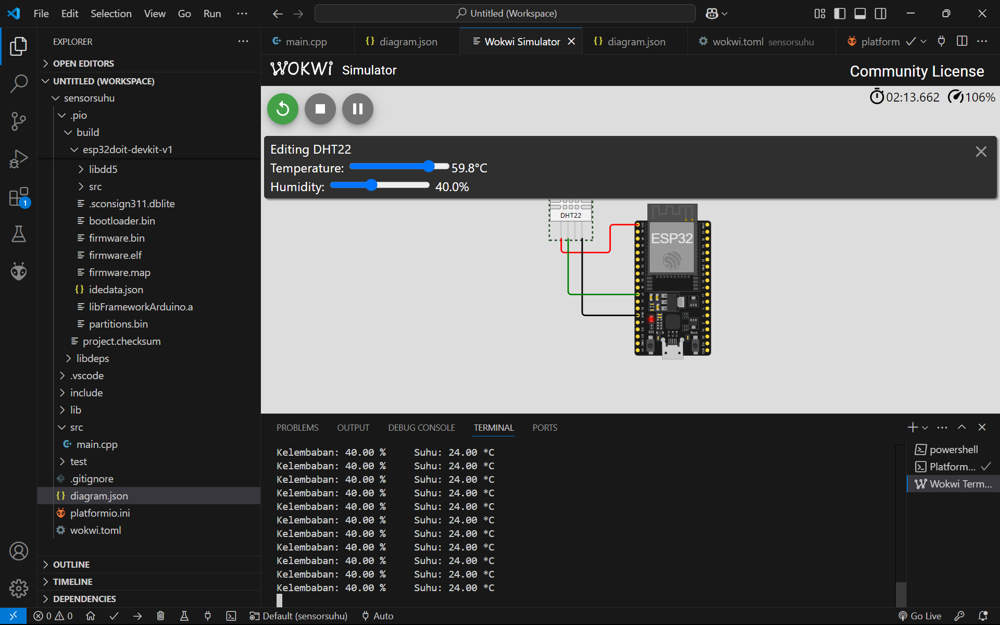 File Edit Selection View Go Run ··· Untitled (Workspace)
EXPLORER
OPEN EDITORS
UNTITLED (WORKSPACE)
sensorsuhu
.pio
build
esp32doit-devkit-v1
libdd5
src
.sconsign311.dblite
bootloader.bin
firmware.bin
firmware.elf
firmware.map
idedata.json
libFrameworkArduino.a
partitions.bin
project.checksum
libdeps
.vscode
include
lib
src
main.cpp
test
.gitignore
diagram.json
platformio.ini
wokwi.toml
OUTLINE
TIMELINE
DEPENDENCIES
1
main.cpp diagram.json Wokwi Simulator diagram.json wokwi.toml sensorsuhu platform
WOKWi Simulator
Community License
02:13.662 106%
Editing DHT22
Temperature: 59.8°C
Humidity: 40.0%
DHT22
ESP32
EN
Boot
PROBLEMS OUTPUT DEBUG CONSOLE TERMINAL PORTS
Kelembaban: 40.00 % Suhu: 24.00 *C
Kelembaban: 40.00 % Suhu: 24.00 *C
Kelembaban: 40.00 % Suhu: 24.00 *C
Kelembaban: 40.00 % Suhu: 24.00 *C
Kelembaban: 40.00 % Suhu: 24.00 *C
Kelembaban: 40.00 % Suhu: 24.00 *C
Kelembaban: 40.00 % Suhu: 24.00 *C
Kelembaban: 40.00 % Suhu: 24.00 *C
Kelembaban: 40.00 % Suhu: 24.00 *C
Kelembaban: 40.00 % Suhu: 24.00 *C
Kelembaban: 40.00 % Suhu: 24.00 *C
powershell
Platform...
Wokwi Term...
0 0 Default (sensorsuhu) Auto Go Live